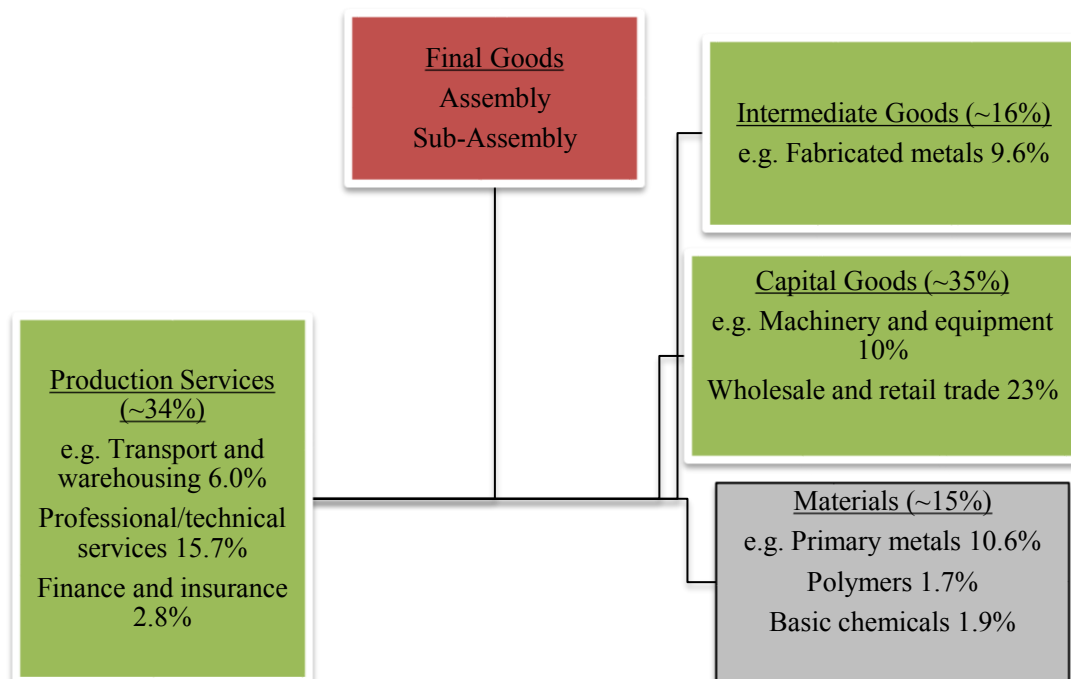 Final Goods
Assembly
Sub-Assembly
Intermediate Goods (~16%)
e.g. Fabricated metals 9.6%
Capital Goods (~35%)
e.g. Machinery and equipment
10%
Wholesale and retail trade 23%
Production Services
(~34%)
e.g. Transport and
warehousing 6.0%
Professional/technical
services 15.7%
Finance and insurance
2.8%
Materials (~15%)
e.g. Primary metals 10.6%
Polymers 1.7%
Basic chemicals 1.9%